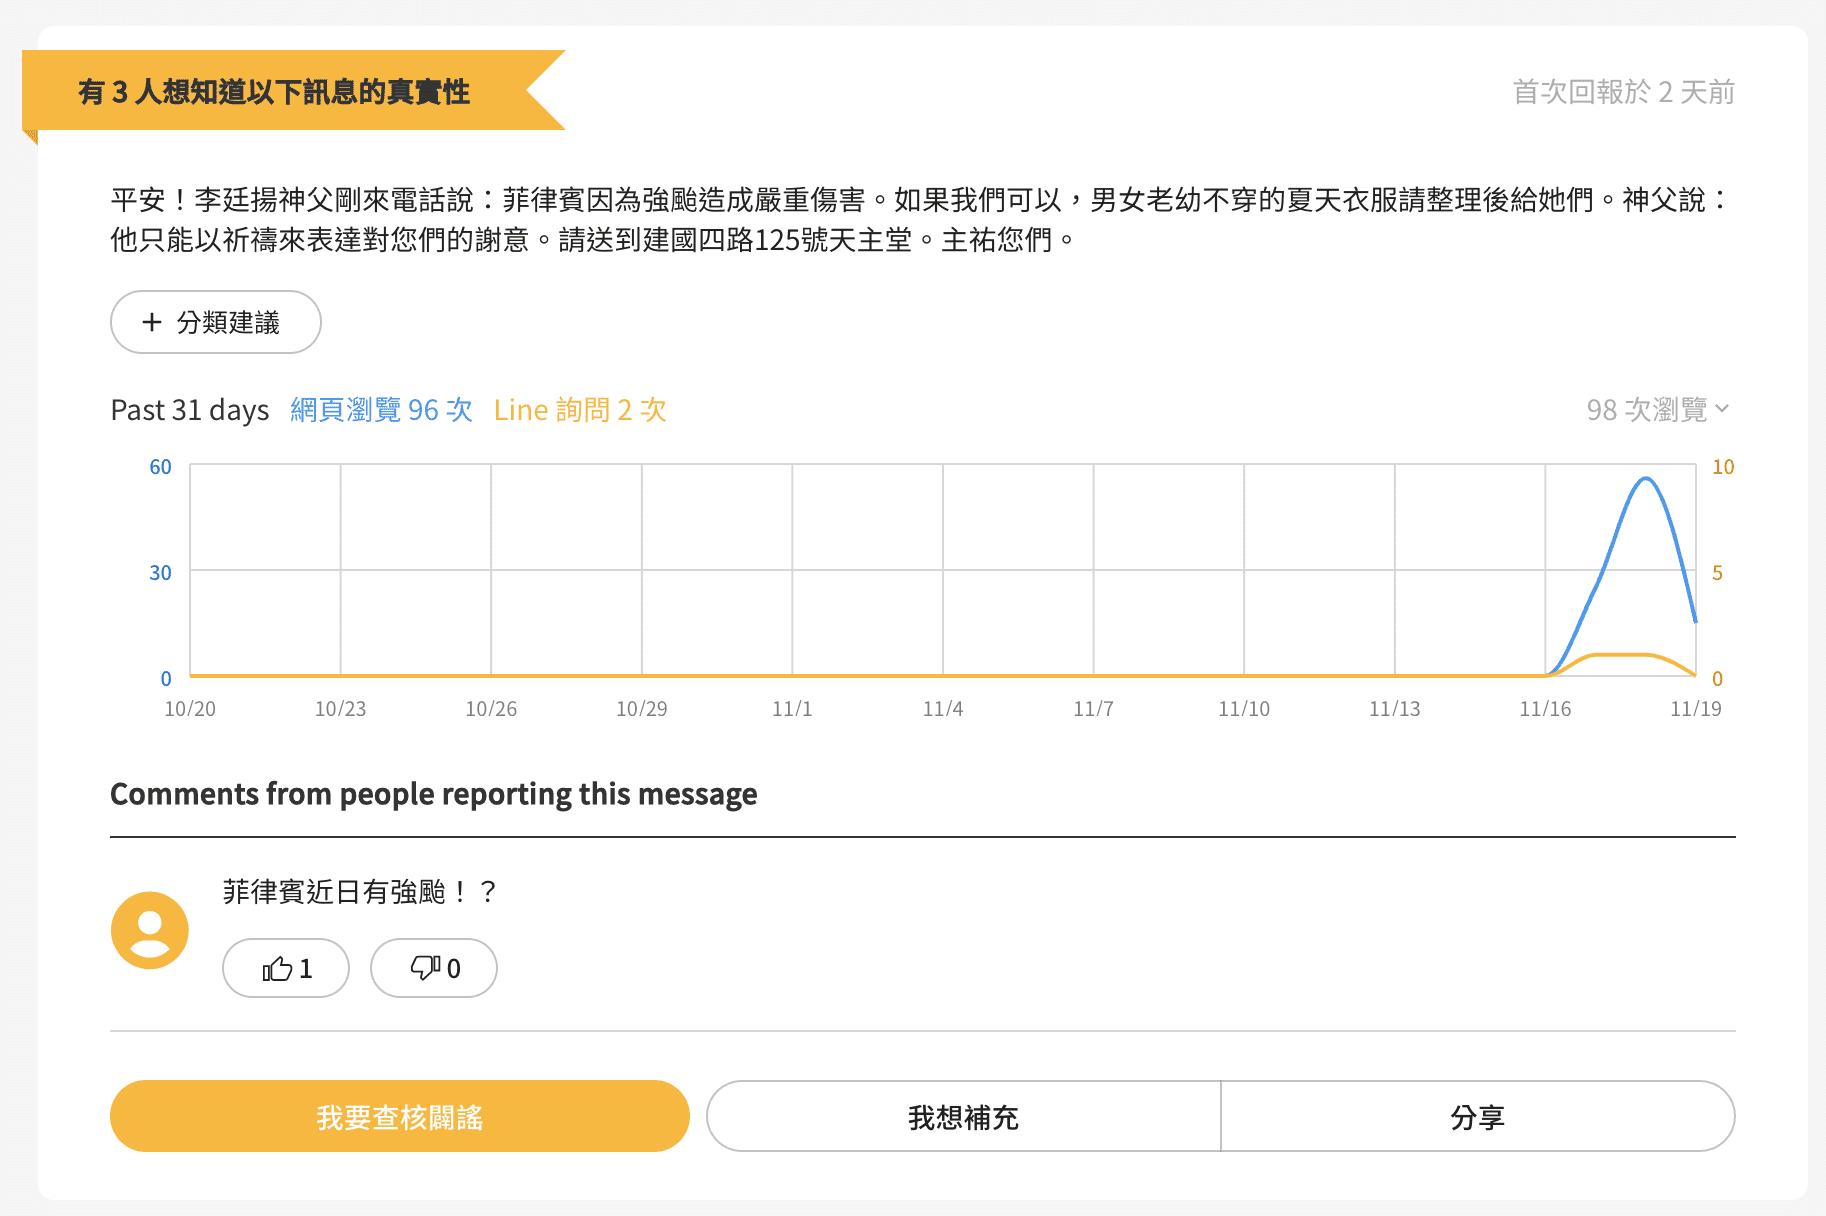 有 3 人想知道以下訊息的真實性
首次回報於 2 天前
平安！李廷揚神父剛來電話說：菲律賓因為強颱造成嚴重傷害。如果我們可以，男女老幼不穿的夏天衣服請整理後給她們。神父說：
他只能以祈禱來表達對您們的謝意。請送到建國四路125號天主堂。主祐您們。
+ 分類建議
Past 31 days 網頁瀏覽 96 次 Line 詢問 2 次
98 次瀏覽
60 10
30 5
0 0
10/20 10/23 10/26 10/29 11/1 11/4 11/7 11/10 11/13 11/16 11/19
Comments from people reporting this message
菲律賓近日有強颱！？
1 0
我要查核闢謠 我想補充 分享